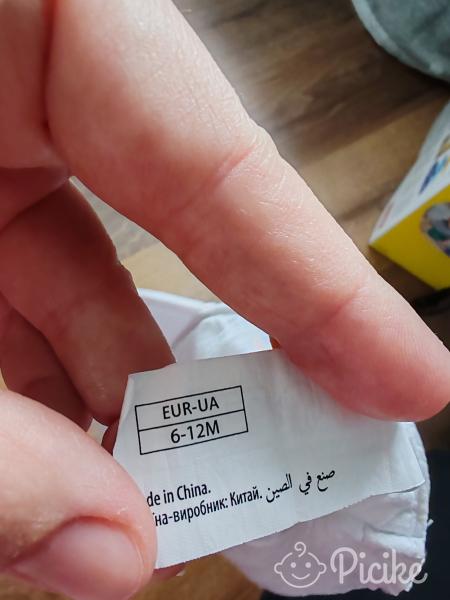 EUR-UA
6-12M
de in China. صنع في الصين
на-виробник: Китай.
Picike